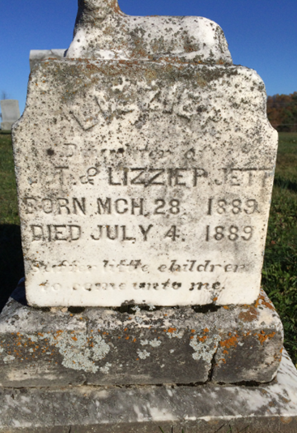 LIZZIE
Daughter of
J. T. & LIZZIE P. JETT
BORN MCH. 28. 1889.
DIED JULY 4. 1889
Suffer little children
to come unto me.